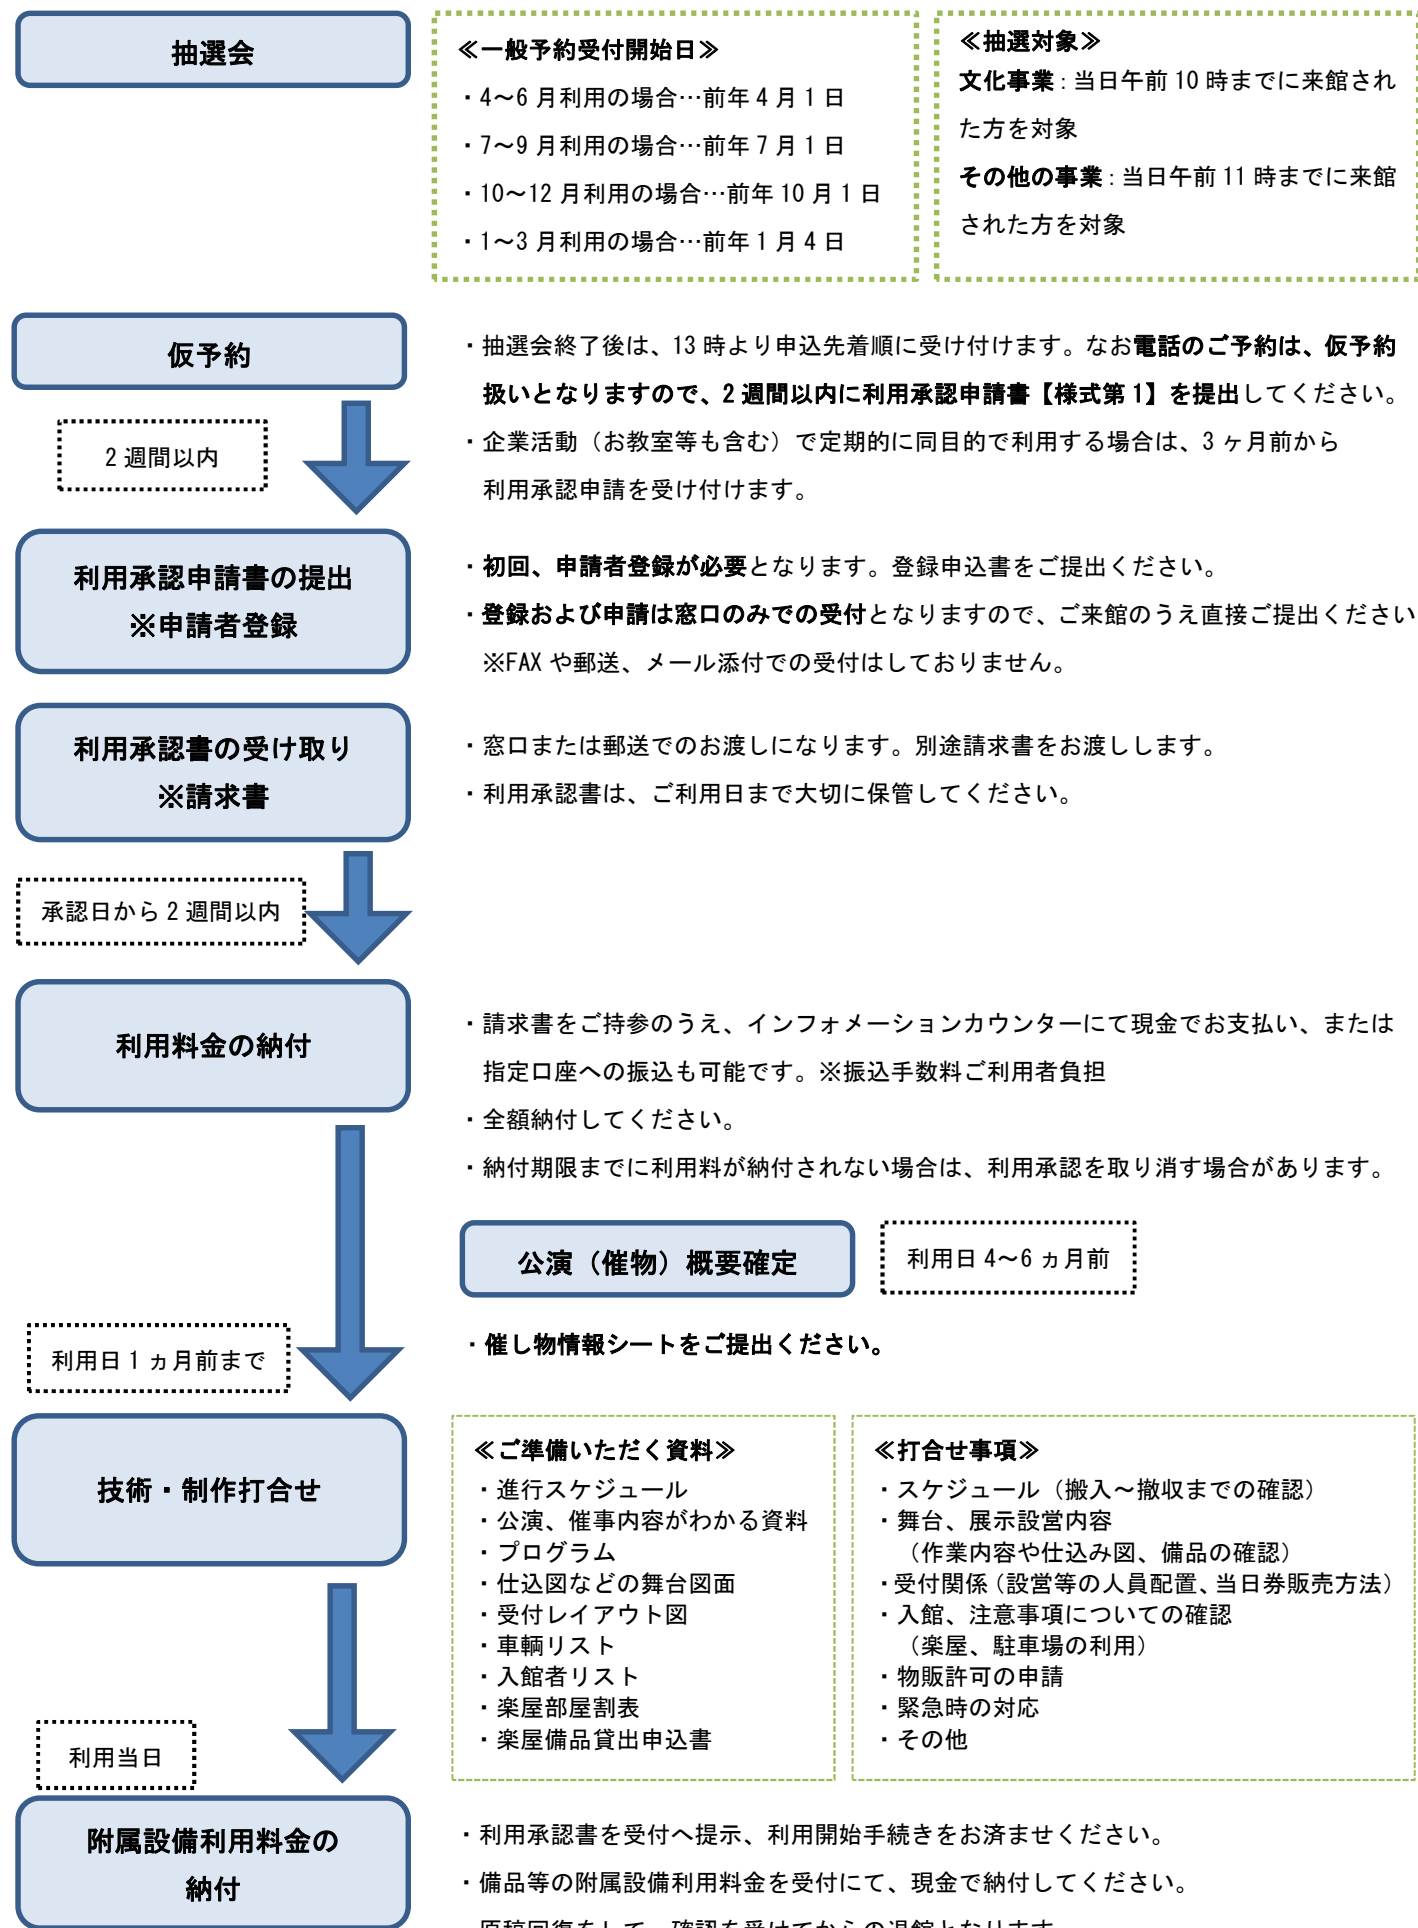 抽選会
≪一般予約受付開始日≫
・4～6 月利用の場合…前年 4 月 1 日
・7～9 月利用の場合…前年 7 月 1 日
・10～12 月利用の場合…前年 10 月 1 日
・1～3 月利用の場合…前年 1 月 4 日
≪抽選対象≫
文化事業：当日午前 10 時までに来館され
た方を対象
その他の事業：当日午前 11 時までに来館
された方を対象
仮予約
・抽選会終了後は、13 時より申込先着順に受け付けます。なお電話のご予約は、仮予約
扱いとなりますので、2 週間以内に利用承認申請書【様式第 1】を提出してください。
・企業活動（お教室等も含む）で定期的に同目的で利用する場合は、3 ヶ月前から
利用承認申請を受け付けます。
2 週間以内
利用承認申請書の提出
※申請者登録
・初回、申請者登録が必要となります。登録申込書をご提出ください。
・登録および申請は窓口のみでの受付となりますので、ご来館のうえ直接ご提出ください
※FAX や郵送、メール添付での受付はしておりません。
利用承認書の受け取り
※請求書
・窓口または郵送でのお渡しになります。別途請求書をお渡しします。
・利用承認書は、ご利用日まで大切に保管してください。
承認日から 2 週間以内
利用料金の納付
・請求書をご持参のうえ、インフォメーションカウンターにて現金でお支払い、または
指定口座への振込も可能です。※振込手数料ご利用者負担
・全額納付してください。
・納付期限までに利用料が納付されない場合は、利用承認を取り消す場合があります。
公演（催物）概要確定
利用日 4～6 ヵ月前
・催し物情報シートをご提出ください。
利用日 1 ヵ月前まで
技術・制作打合せ
≪ご準備いただく資料≫
・進行スケジュール
・公演、催事内容がわかる資料
・プログラム
・仕込図などの舞台図面
・受付レイアウト図
・車輌リスト
・入館者リスト
・楽屋部屋割表
・楽屋備品貸出申込書
≪打合せ事項≫
・スケジュール（搬入～撤収までの確認）
・舞台、展示設営内容
（作業内容や仕込み図、備品の確認）
・受付関係（設営等の人員配置、当日券販売方法）
・入館、注意事項についての確認
（楽屋、駐車場の利用）
・物販許可の申請
・緊急時の対応
・その他
利用当日
附属設備利用料金の
納付
・利用承認書を受付へ提示、利用開始手続きをお済ませください。
・備品等の附属設備利用料金を受付にて、現金で納付してください。